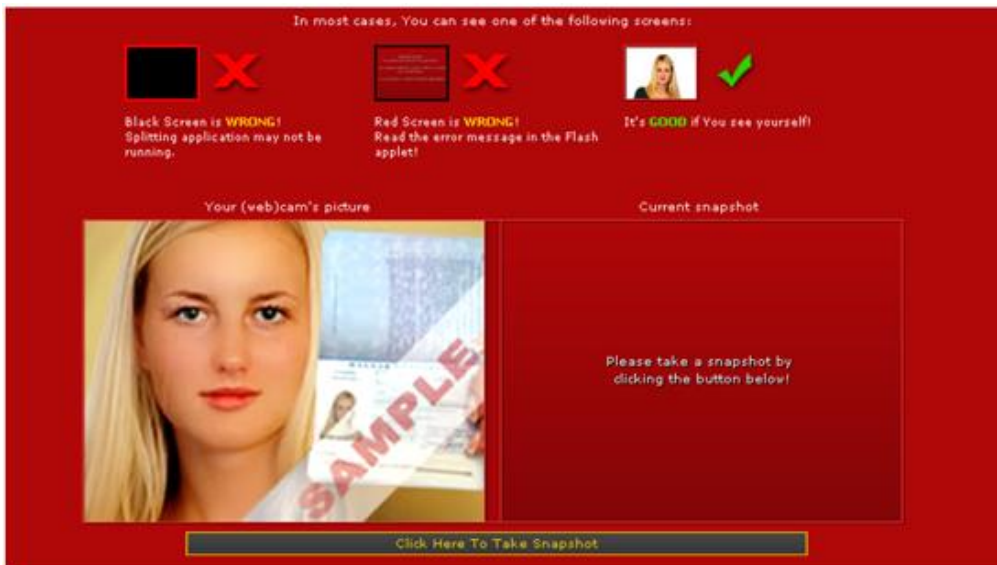 In most cases, You can see one of the following screens:
Black Screen is WRONG!
Splitting application may not be
running.
Red Screen is WRONG!
Read the error message in the Flash
applet!
It's GOOD if You see yourself!
Your (web)cam's picture
Current snapshot
SAMPLE
Please take a snapshot by
clicking the button below!
Click Here To Take Snapshot